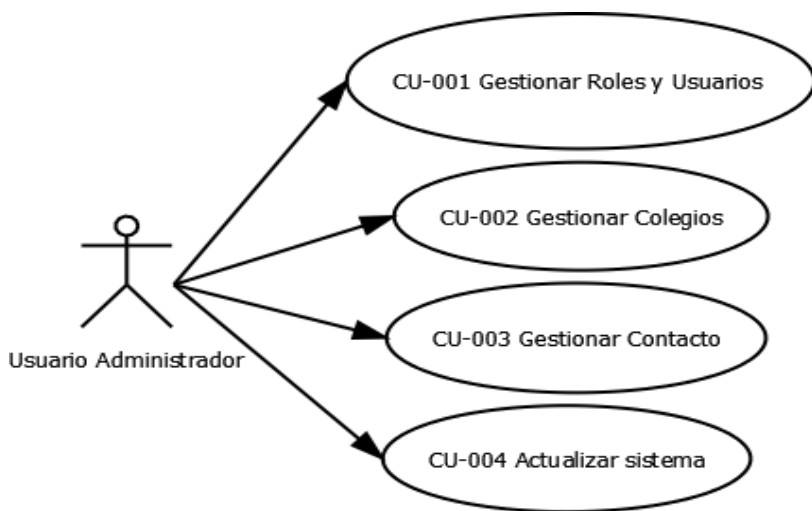 CU-001 Gestionar Roles y Usuarios
CU-002 Gestionar Colegios
CU-003 Gestionar Contacto
Usuario Administrador
CU-004 Actualizar sistema